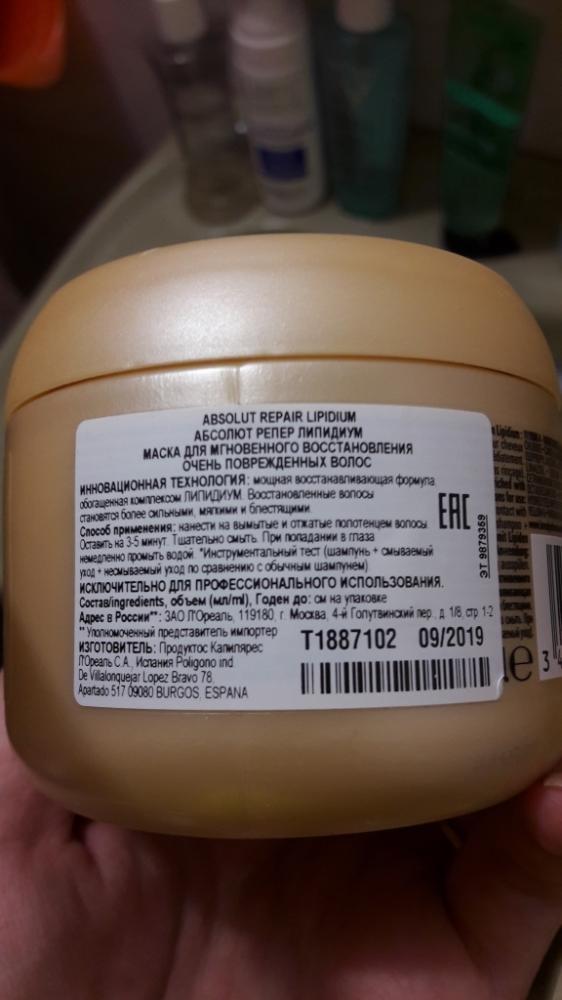 ABSOLUT REPAIR LIPIDIUM
АБСОЛЮТ РЕПЕР ЛИПИДИУМ
МАСКА ДЛЯ МГНОВЕННОГО ВОССТАНОВЛЕНИЯ
ОЧЕНЬ ПОВРЕЖДЕННЫХ ВОЛОС
ИННОВАЦИОННАЯ ТЕХНОЛОГИЯ: мощная восстанавливающая формула,
обогащенная комплексом ЛИПИДИУМ. Восстановленные волосы
становятся более сильными, мягкими и блестящими.
Способ применения: нанести на вымытые и отжатые полотенцем волосы.
Оставить на 3-5 минут. Тщательно смыть. При попадании в глаза
немедленно промыть водой. *Инструментальный тест (шампунь + смываемый
уход + несмываемый уход по сравнению с обычным шампунем)
EAC
ЭТ 9879359
ИСКЛЮЧИТЕЛЬНО ДЛЯ ПРОФЕССИОНАЛЬНОГО ИСПОЛЬЗОВАНИЯ.
Состав/ingredients, объем (мл/ml), Годен до: см на упаковке
Адрес в России**: ЗАО Л'Ореаль, 119180, г. Москва, 4-й Голутвинский пер., д. 1/8, стр. 1-2
** Уполномоченный представитель импортер
ИЗГОТОВИТЕЛЬ: Продуктос Капилярес
Л'Ореаль С.А., Испания Poligono ind.
De Villalonquejar Lopez Bravo 78,
Apartado 517 09080 BURGOS, ESPANA
T1887102 09/2019
Lipidium
e
3